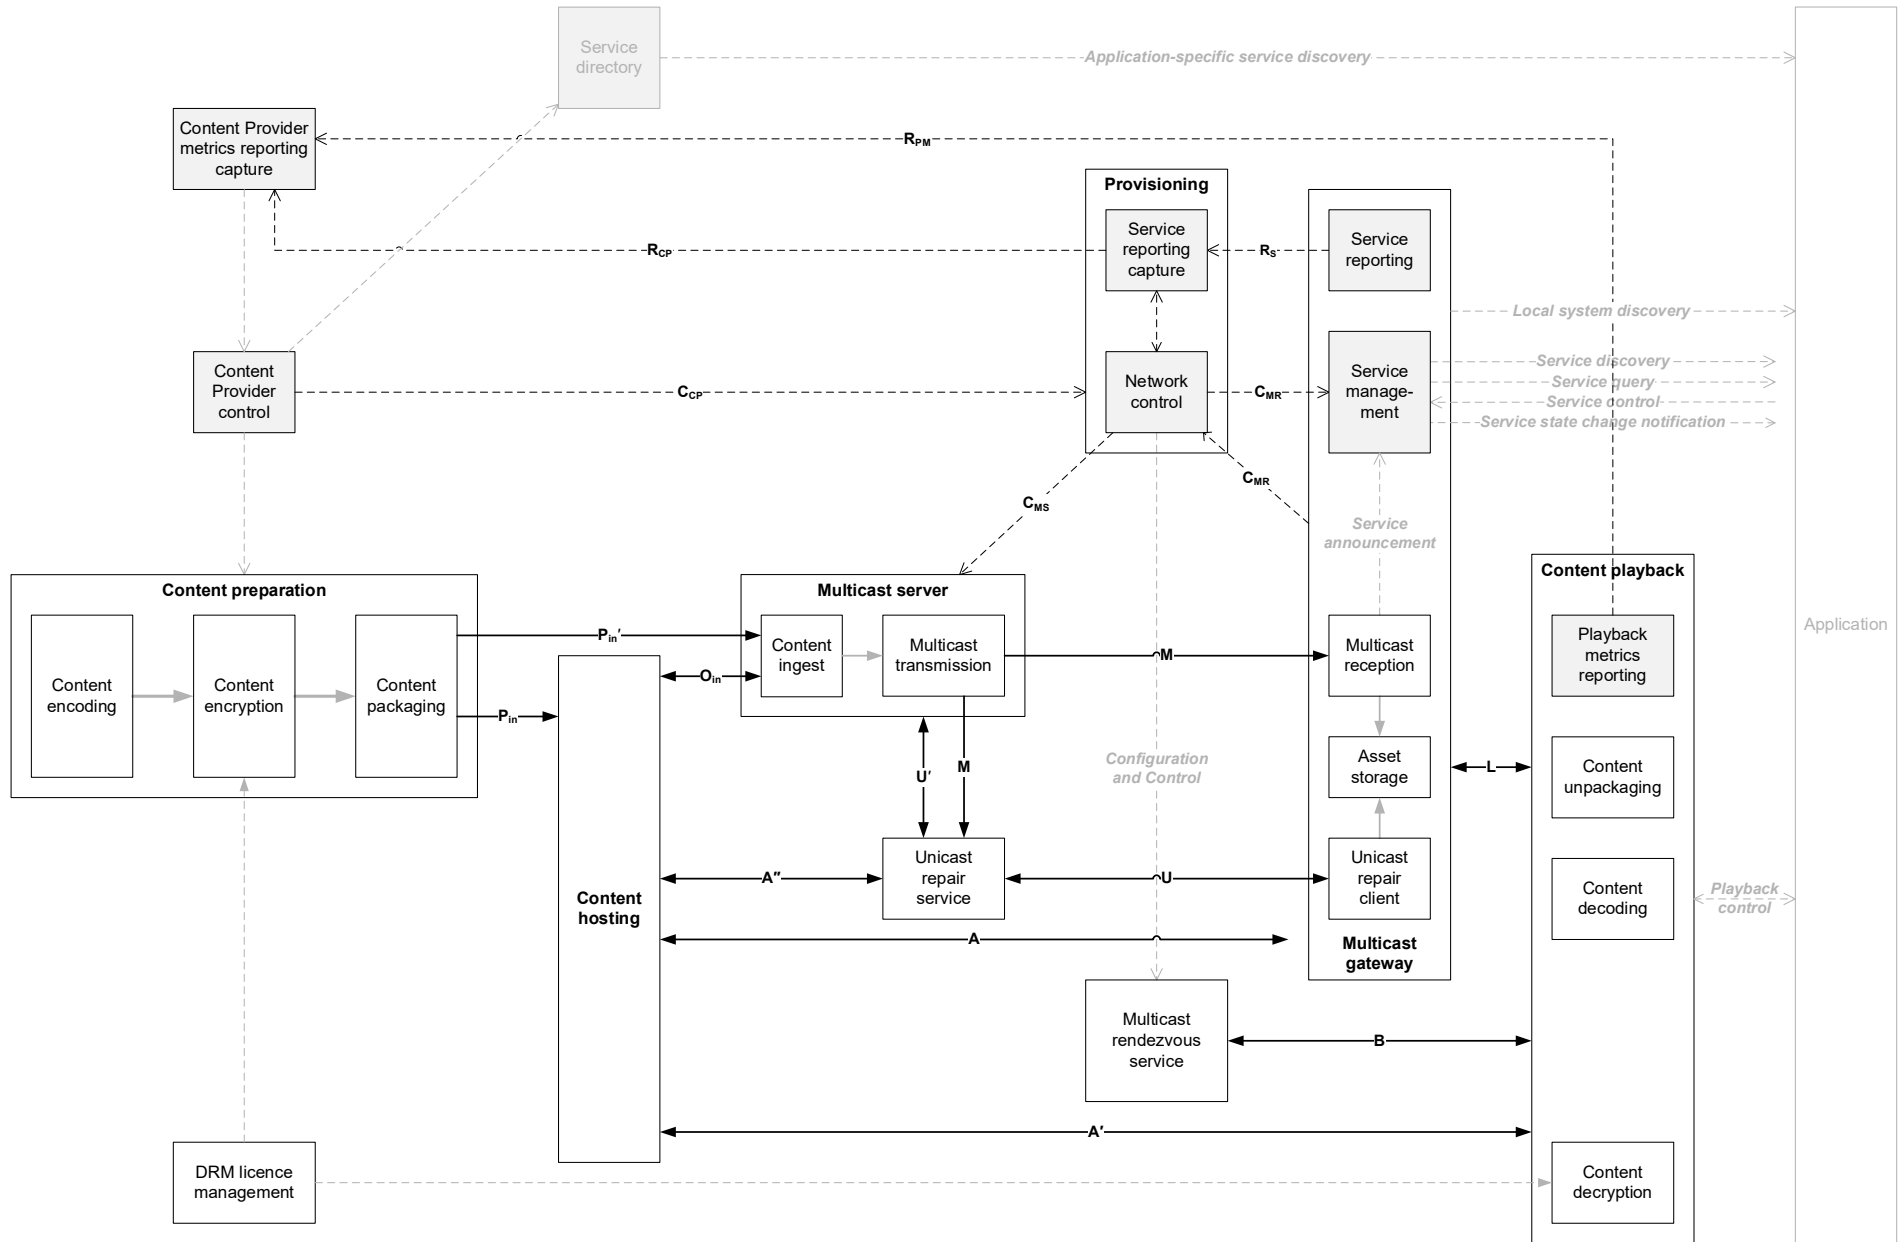 Service
directory
Application-specific service discovery
Content Provider
metrics reporting
capture
RPM
Provisioning
Service
reporting
capture
RCP
RS
Service
reporting
Local system discovery
Content
Provider
control
CCP
Network
control
CMR
Service
manage-
ment
Service discovery
Service query
Service control
Service state change notification
CMR
CMS
Service
announcement
Application
Content preparation
Content
encoding
Content
encryption
Content
packaging
Pin′
Pin
Multicast server
Content
ingest
Multicast
transmission
Oin
M
Multicast
reception
Content playback
Playback
metrics
reporting
U′
M
Configuration
and Control
Asset
storage
L
Content
unpackaging
Content
hosting
A″
Unicast
repair
service
U
Unicast
repair
client
Content
decoding
Playback
control
A
Multicast
gateway
Multicast
rendezvous
service
B
A′
DRM licence
management
Content
decryption